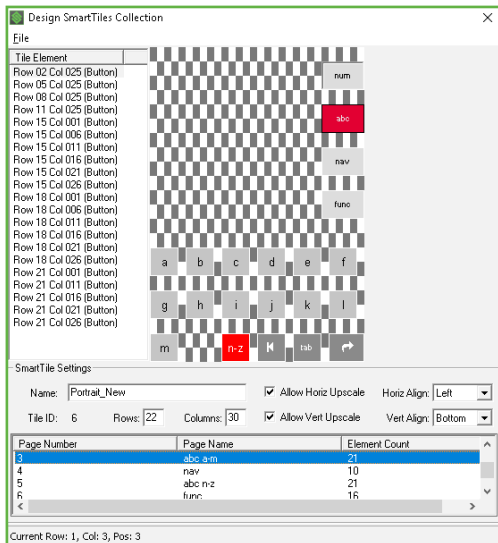 Design SmartTiles Collection
File
Tile Element
Row 02 Col 025 (Button)
Row 05 Col 025 (Button)
Row 08 Col 025 (Button)
Row 11 Col 025 (Button)
Row 15 Col 001 (Button)
Row 15 Col 006 (Button)
Row 15 Col 011 (Button)
Row 15 Col 016 (Button)
Row 15 Col 021 (Button)
Row 15 Col 026 (Button)
Row 18 Col 001 (Button)
Row 18 Col 006 (Button)
Row 18 Col 011 (Button)
Row 18 Col 016 (Button)
Row 18 Col 021 (Button)
Row 18 Col 026 (Button)
Row 21 Col 001 (Button)
Row 21 Col 011 (Button)
Row 21 Col 016 (Button)
Row 21 Col 021 (Button)
Row 21 Col 026 (Button)
num
abc
nav
func
a b c d e f
g h i j k l
m n-z tab
SmartTile Settings
Name: Portrait_New Allow Horiz Upscale Horiz Align: Left
Tile ID: 6 Rows: 22 Columns: 30 Allow Vert Upscale Vert Align: Bottom
Page Number Page Name Element Count
3 abc a-m 21
4 nav 10
5 abc n-z 21
6 func 16
Current Row: 1, Col: 3, Pos: 3